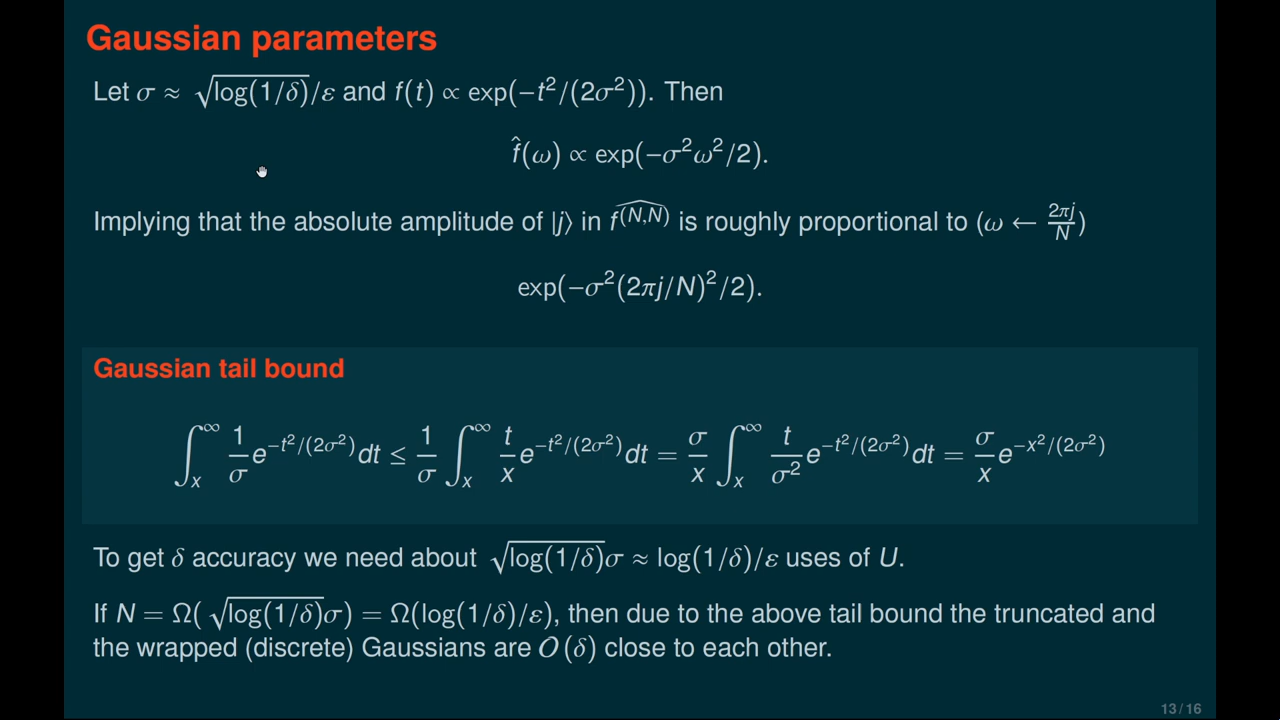 Gaussian parameters
Let σ ≈ √log(1/δ)/ε and f(t) ∝ exp(−t²/(2σ²)). Then
f̂(ω) ∝ exp(−σ²ω²/2).
Implying that the absolute amplitude of |j⟩ in \widehat{f^{(N,N)}} is roughly proportional to (ω ← 2πj/N)
exp(−σ²(2πj/N)²/2).
Gaussian tail bound
∫_x^∞ (1/σ) e^{−t²/(2σ²)} dt ≤ (1/σ) ∫_x^∞ (t/x) e^{−t²/(2σ²)} dt = (σ/x) ∫_x^∞ (t/σ²) e^{−t²/(2σ²)} dt = (σ/x) e^{−x²/(2σ²)}
To get δ accuracy we need about √log(1/δ)σ ≈ log(1/δ)/ε uses of U.
If N = Ω(√log(1/δ)σ) = Ω(log(1/δ)/ε), then due to the above tail bound the truncated and
the wrapped (discrete) Gaussians are O(δ) close to each other.
13/16